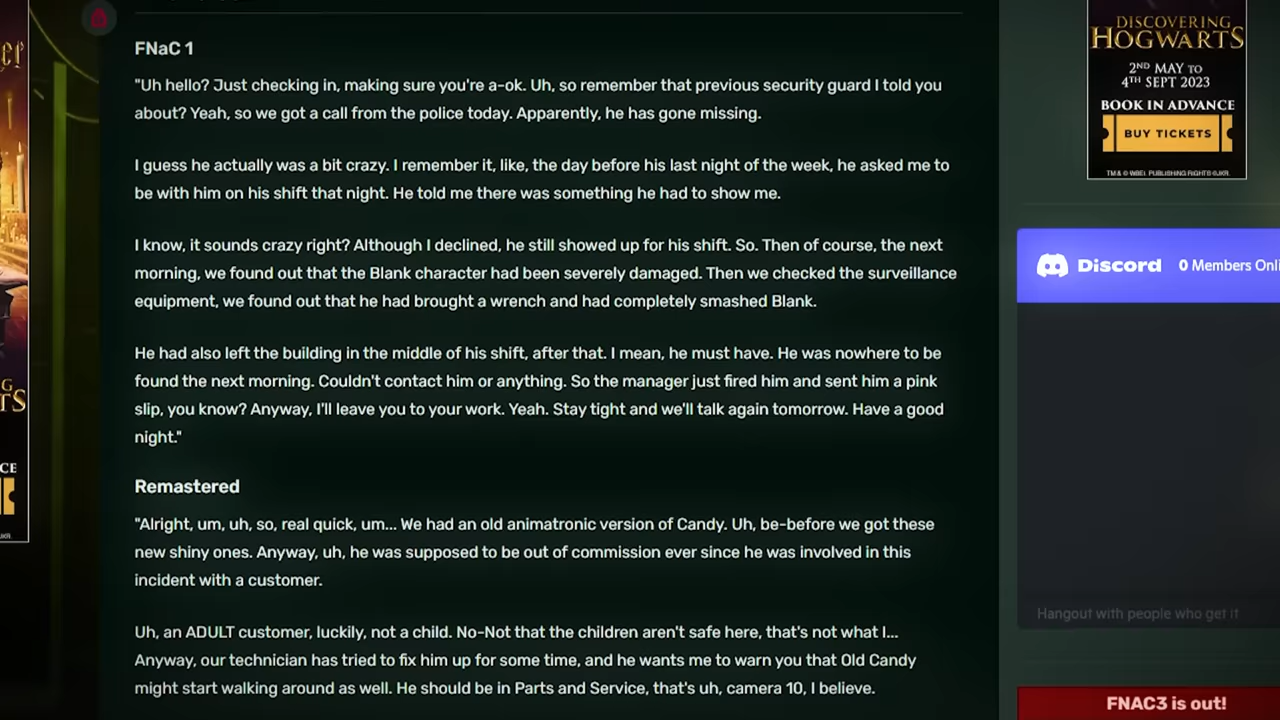 FNaC 1
"Uh hello? Just checking in, making sure you're a-ok. Uh, so remember that previous security guard I told you
about? Yeah, so we got a call from the police today. Apparently, he has gone missing.
I guess he actually was a bit crazy. I remember it, like, the day before his last night of the week, he asked me to
be with him on his shift that night. He told me there was something he had to show me.
I know, it sounds crazy right? Although I declined, he still showed up for his shift. So. Then of course, the next
morning, we found out that the Blank character had been severely damaged. Then we checked the surveillance
equipment, we found out that he had brought a wrench and had completely smashed Blank.
He had also left the building in the middle of his shift, after that. I mean, he must have. He was nowhere to be
found the next morning. Couldn't contact him or anything. So the manager just fired him and sent him a pink
slip, you know? Anyway, I'll leave you to your work. Yeah. Stay tight and we'll talk again tomorrow. Have a good
night."
Remastered
"Alright, um, uh, so, real quick, um... We had an old animatronic version of Candy. Uh, be-before we got these
new shiny ones. Anyway, uh, he was supposed to be out of commission ever since he was involved in this
incident with a customer.
Uh, an ADULT customer, luckily, not a child. No-Not that the children aren't safe here, that's not what I...
Anyway, our technician has tried to fix him up for some time, and he wants me to warn you that Old Candy
might start walking around as well. He should be in Parts and Service, that's uh, camera 10, I believe.
DISCOVERING
HOGWARTS
2ND MAY TO
4TH SEPT 2023
BOOK IN ADVANCE
BUY TICKETS
TM & © WBEI. PUBLISHING RIGHTS ©JKR.
Discord 0 Members Onli
Hangout with people who get it
FNAC3 is out!